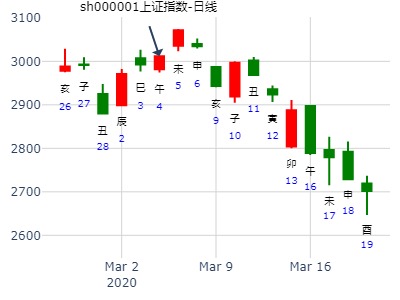 sh000001上证指数-日线
3100
3000
2900
2800
2700
2600
亥
26
子
27
丑
28
辰
2
巳
3
午
4
未
5
申
6
亥
9
子
10
丑
11
寅
12
卯
13
午
16
未
17
申
18
酉
19
Mar 2
2020
Mar 9
Mar 16